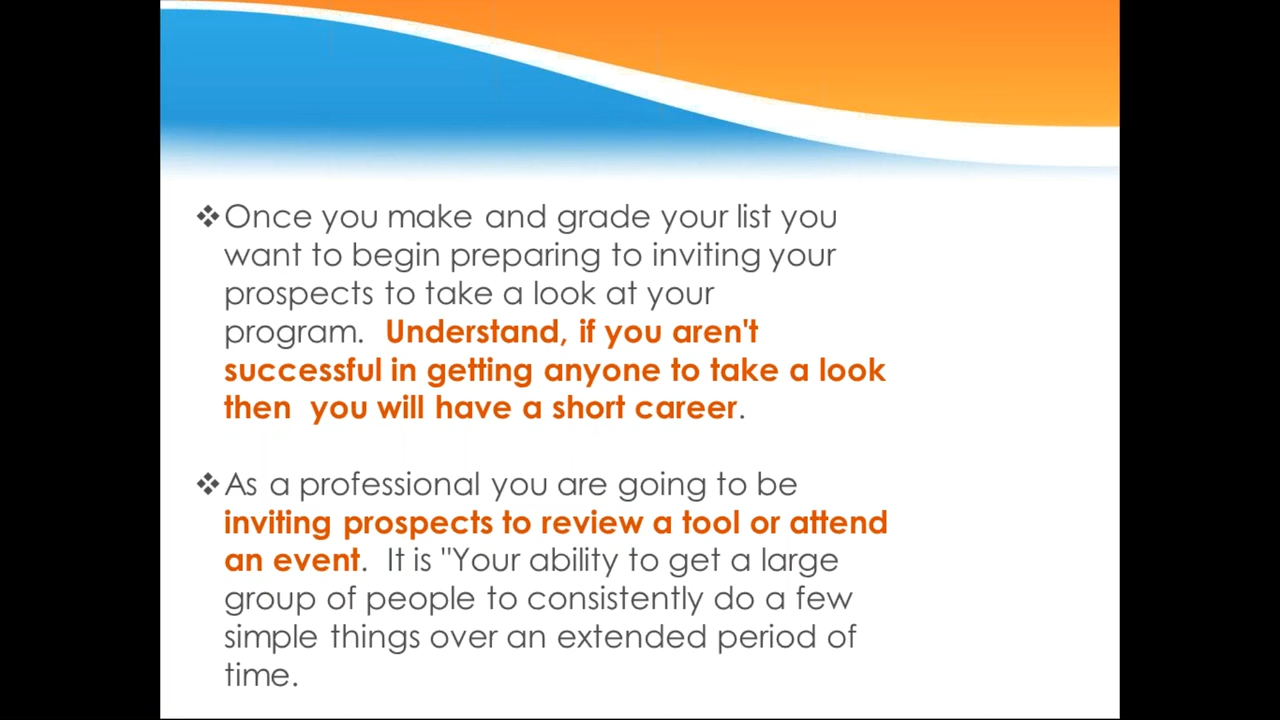 ❖Once you make and grade your list you
want to begin preparing to inviting your
prospects to take a look at your
program.  Understand, if you aren't
successful in getting anyone to take a look
then  you will have a short career.
❖As a professional you are going to be
inviting prospects to review a tool or attend
an event.  It is "Your ability to get a large
group of people to consistently do a few
simple things over an extended period of
time.